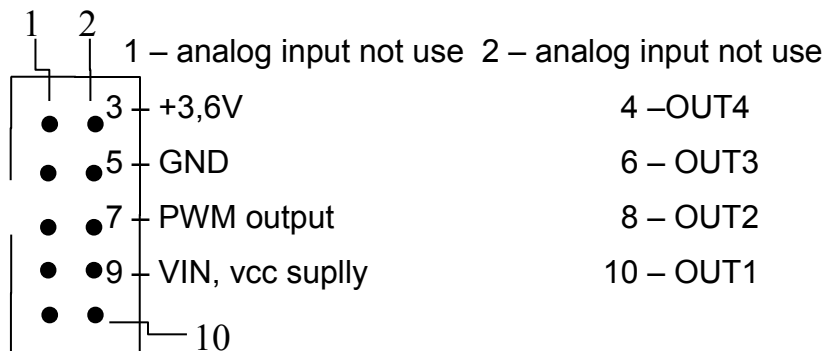 1 2
1 – analog input not use 2 – analog input not use
3 – +3,6V 4 –OUT4
5 – GND 6 – OUT3
7 – PWM output 8 – OUT2
9 – VIN, vcc suplly 10 – OUT1
10